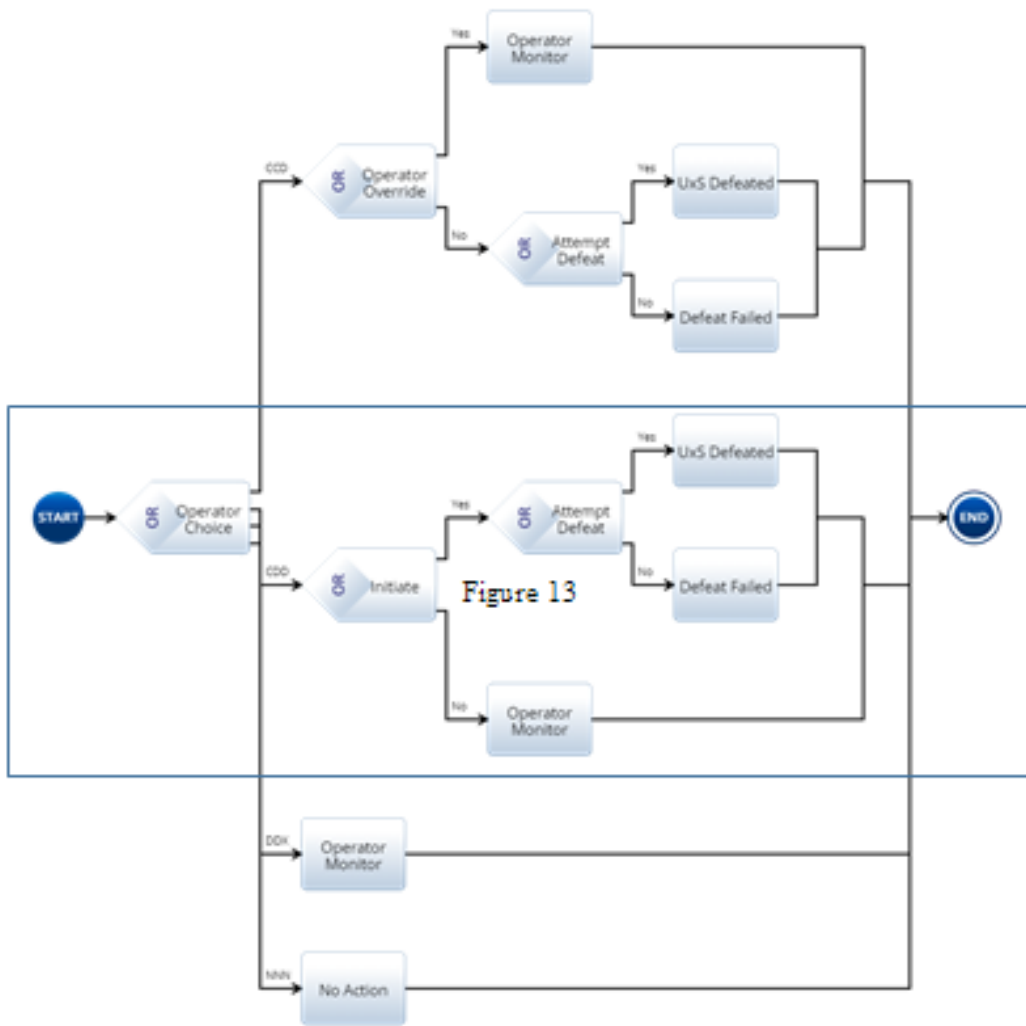 Yes
Operator
Monitor
CCD
OR
Operator
Override
Yes
UxS Defeated
No
OR
Attempt
Defeat
No
Defeat Failed
Yes
UxS Defeated
START
OR
Operator
Choice
Yes
OR
Attempt
Defeat
END
CDD
OR
Initiate
Figure 13
No
Defeat Failed
No
Operator
Monitor
DDX
Operator
Monitor
NNN
No Action